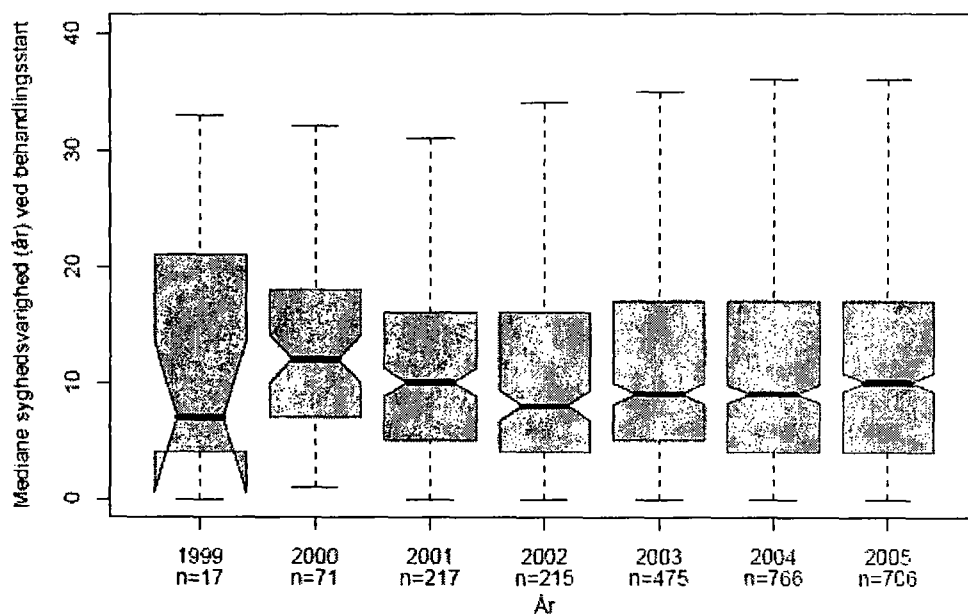 Mediane syghedsvarighed (år) ved behandlingsstart
40
30
20
10
0
1999 2000 2001 2002 2003 2004 2005
n=17 n=71 n=217 n=215 n=475 n=766 n=706
År